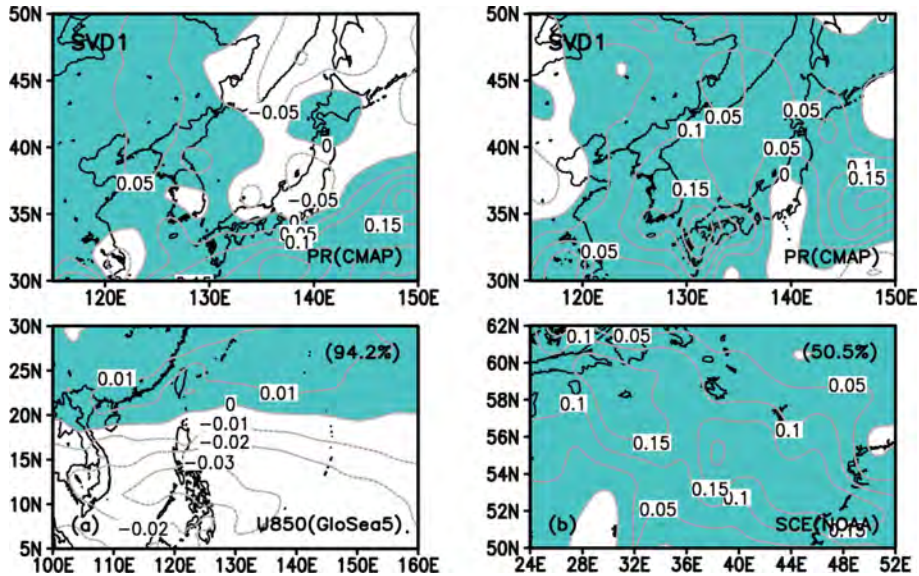 50N
SVD1
45N
-0.05
40N
0
0.05
-0.05
35N
0.15
0.05
0.1
PR(CMAP)
30N
120E 130E 140E 150E
50N
SVD1
45N
0.05
0.05
0.1
40N
0.05
0.1
0
0.15
0.15
35N
0.05
PR(CMAP)
30N
120E 130E 140E 150E
30N
(94.2%)
25N
0.01
0.01
20N
0
-0.01
-0.02
15N
-0.03
10N
-0.02
(a)
U850(GloSea5)
5N
100E 110E 120E 130E 140E 150E 160E
62N
0.1
0.05
(50.5%)
60N
0.05
58N
0.1
0.1
56N
0.15
54N
0.15
0.1
52N
0.05
(b)
SCE(NOAA)
0.15
50N
24E 28E 32E 36E 40E 44E 48E 52E